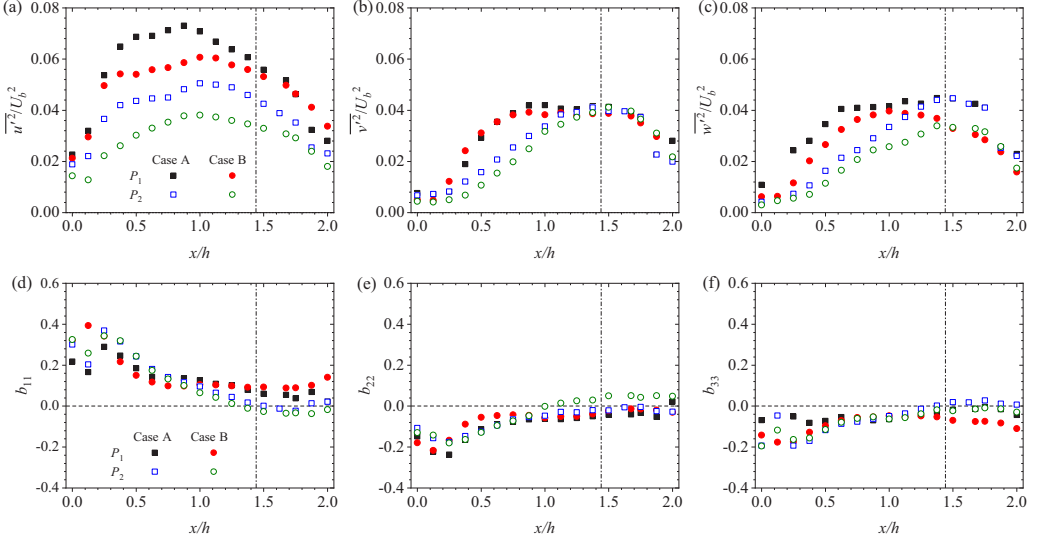 (a)
0.08
0.06
0.04
0.02
0.00
u′²/U_b²
Case A Case B
P₁
P₂
0.0 0.5 1.0 1.5 2.0
x/h
(b)
0.08
0.06
0.04
0.02
0.00
v′²/U_b²
0.0 0.5 1.0 1.5 2.0
x/h
(c)
0.08
0.06
0.04
0.02
0.00
w′²/U_b²
0.0 0.5 1.0 1.5 2.0
x/h
(d)
0.6
0.4
0.2
0.0
-0.2
-0.4
b₁₁
Case A Case B
P₁
P₂
0.0 0.5 1.0 1.5 2.0
x/h
(e)
0.6
0.4
0.2
0.0
-0.2
-0.4
b₂₂
0.0 0.5 1.0 1.5 2.0
x/h
(f)
0.6
0.4
0.2
0.0
-0.2
-0.4
b₃₃
0.0 0.5 1.0 1.5 2.0
x/h